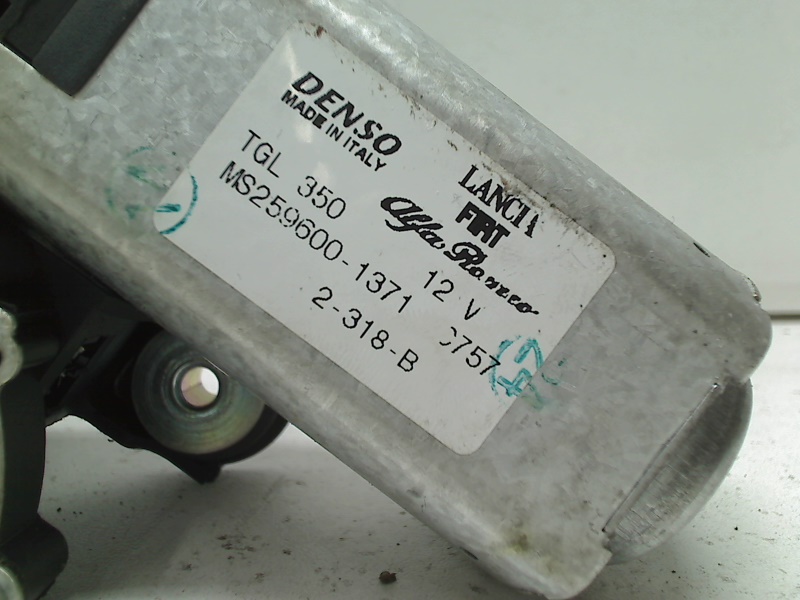 DENSO
MADE IN ITALY
LANCIA
FIAT
Alfa Romeo
TGL 350
12 V
MS259600-1371
2-318-B